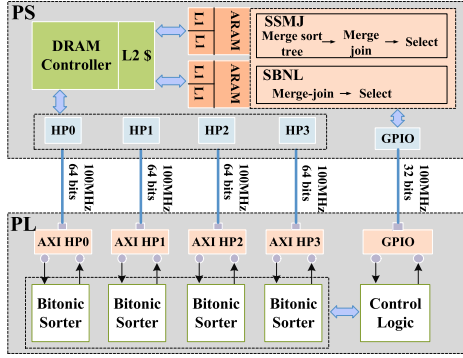 PS
DRAM
Controller
L2 $
L1
L1
ARAM
L1
L1
ARAM
SSMJ
Merge sort
tree
Merge
join
Select
SBNL
Merge-join
Select
HP0
HP1
HP2
HP3
GPIO
100MHz
64 bits
100MHz
64 bits
100MHz
64 bits
100MHz
64 bits
100MHz
32 bits
PL
AXI HP0
AXI HP1
AXI HP2
AXI HP3
GPIO
Bitonic
Sorter
Bitonic
Sorter
Bitonic
Sorter
Bitonic
Sorter
Control
Logic